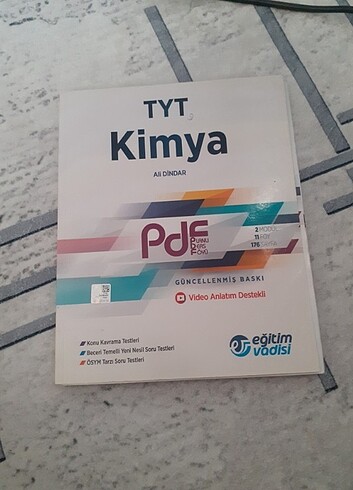 TYT
Kimya
Ali DİNDAR
Pdf
PLANLI
DERS
FÖYÜ
2 MODÜL
11 FÖY
176 Sayfa
GÜNCELLENMİŞ BASKI
Video Anlatım Destekli
Konu Kavrama Testleri
Beceri Temelli Yeni Nesil Soru Testleri
ÖSYM Tarzı Soru Testleri
eğitim
vadisi